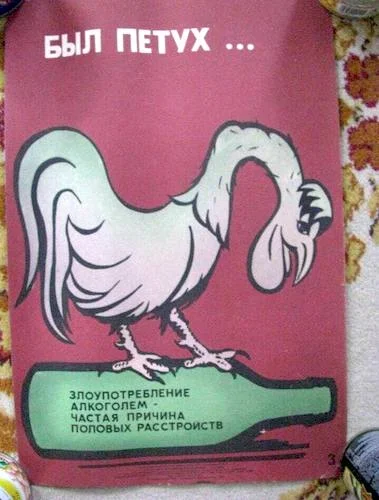 БЫЛ ПЕТУХ ...
ЗЛОУПОТРЕБЛЕНИЕ
АЛКОГОЛЕМ -
ЧАСТАЯ ПРИЧИНА
ПОЛОВЫХ РАССТРОЙСТВ
3